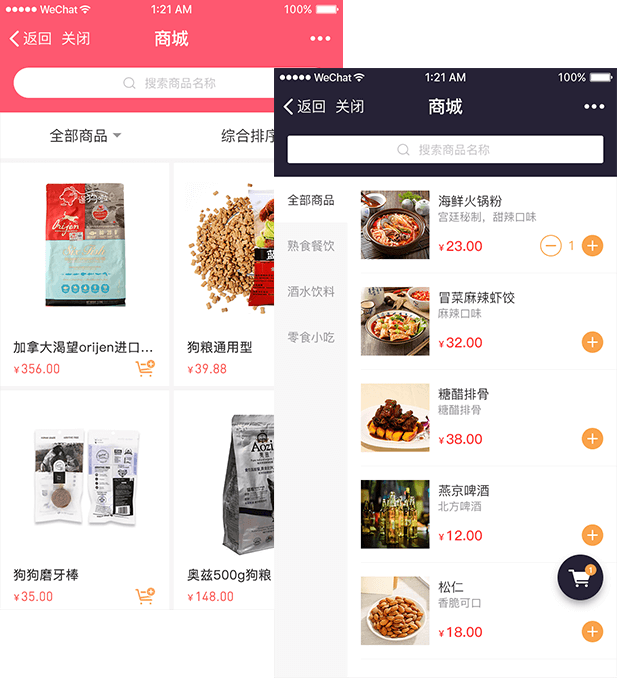 WeChat
1:21 AM
100%
返回 关闭
商城
搜索商品名称
全部商品
综合排序
orijen
加拿大渴望orijen进口...
¥356.00
狗粮通用型
¥39.88
狗狗磨牙棒
¥35.00
Aozi
奥兹500g狗粮
¥148.00
WeChat
1:21 AM
100%
返回 关闭
商城
搜索商品名称
全部商品
熟食餐饮
酒水饮料
零食小吃
海鲜火锅粉
宫廷秘制，甜辣口味
¥23.00
1
冒菜麻辣虾饺
麻辣口味
¥32.00
糖醋排骨
糖醋排骨
¥38.00
燕京啤酒
北方啤酒
¥12.00
1
松仁
香脆可口
¥18.00